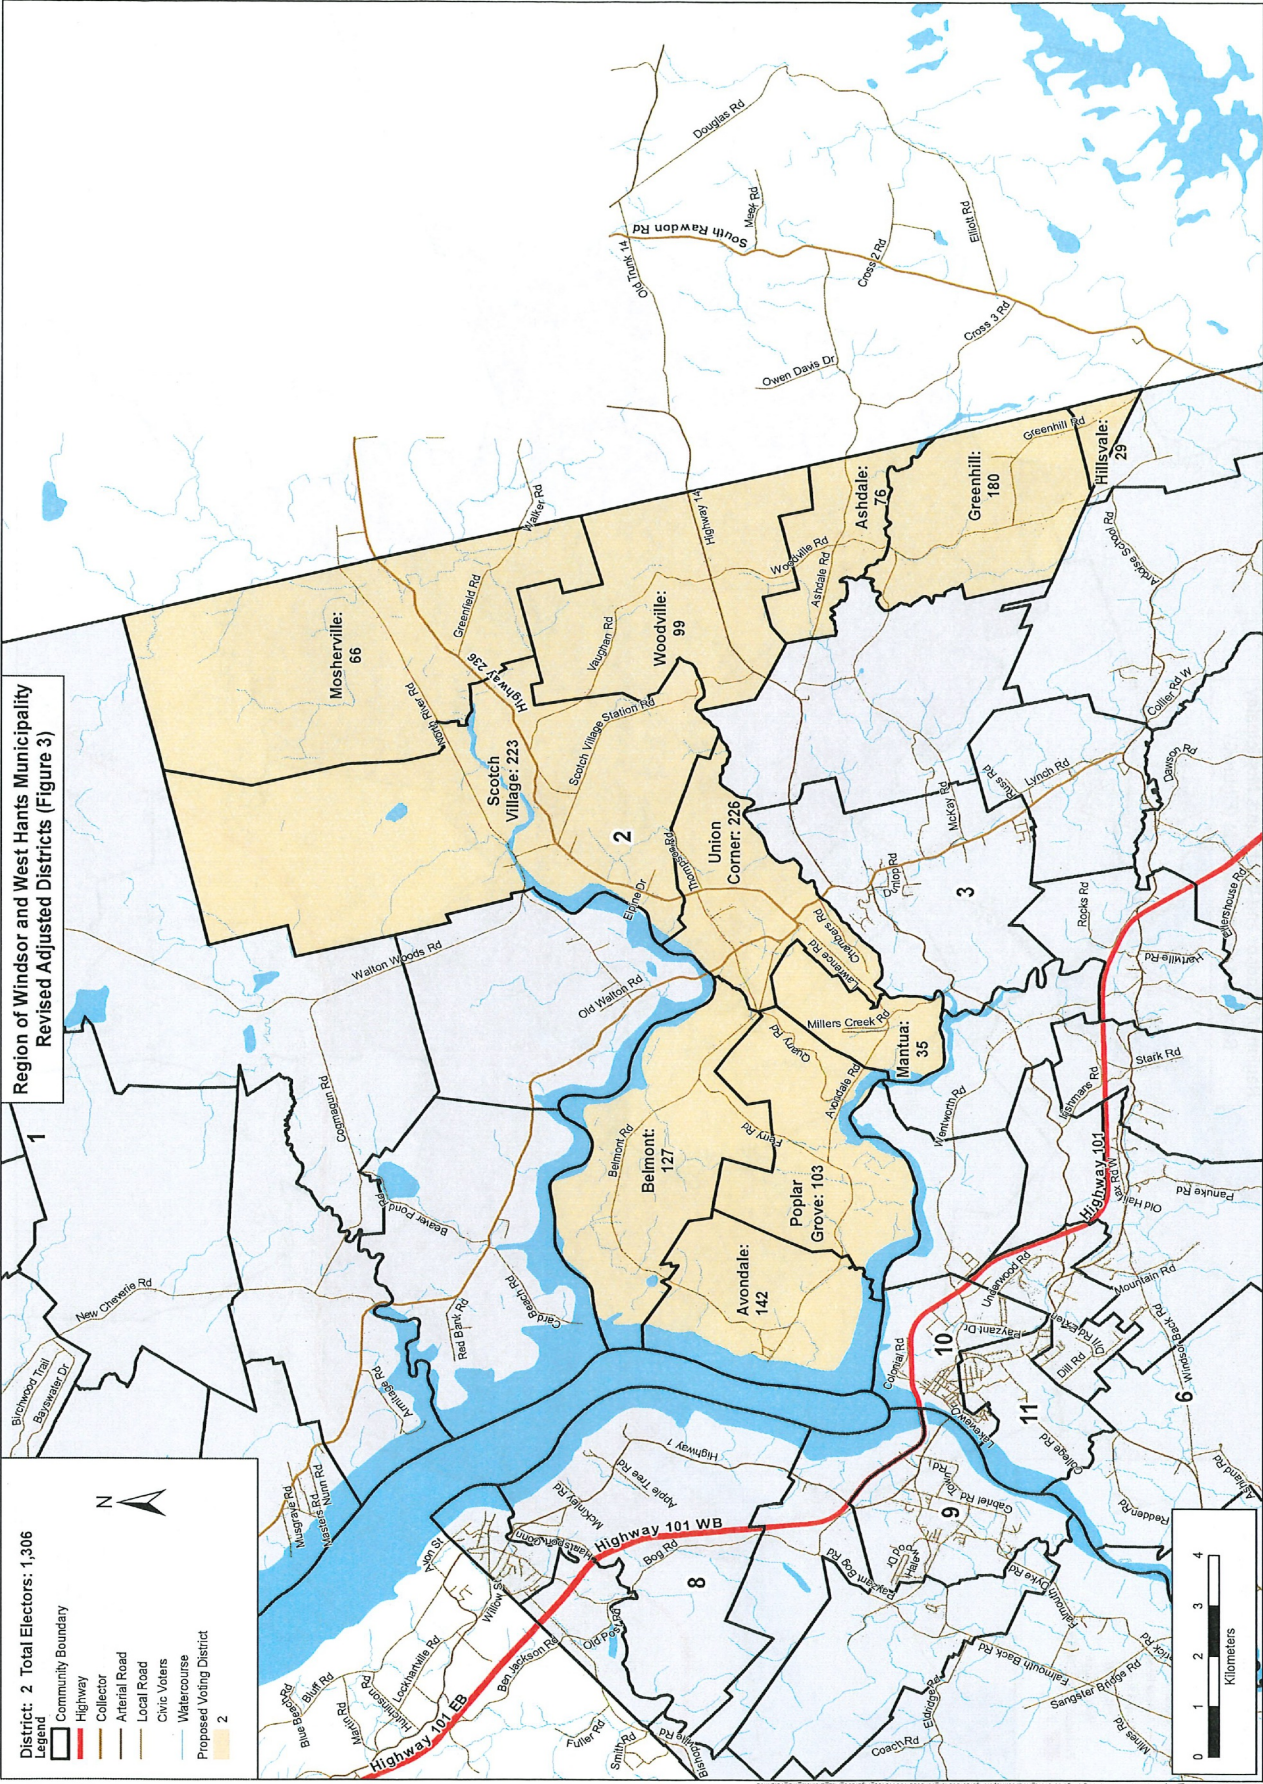 Region of Windsor and West Hants Municipality
Revised Adjusted Districts (Figure 3)
District: 2 Total Electors: 1,306
Legend
Community Boundary
Highway
Collector
Arterial Road
Local Road
Civic Voters
Watercourse
Proposed Voting District
2
N
1
Birchwood Trail
Bayswater Dr
New Cheverie Rd
Musgrave Rd
Masters Rd
Nunn Rd
Armitage Rd
Red Bank Rd
Card Beach Rd
Beaver Pond Rd
Cogmagun Rd
Walton Woods Rd
Old Walton Rd
Mosherville:
66
North River Rd
Greenfield Rd
Walker Rd
Highway 236
Scotch
Village: 223
Scotch Village Station Rd
Vaughan Rd
Woodville:
99
Highway 14
Woodville Rd
Ashdale Rd
Ashdale:
76
Greenhill:
180
Greenhill Rd
Hillsvale:
29
Old Trunk 14
South Rawdon Rd
Douglas Rd
Meef Rd
Cross 2 Rd
Elliott Rd
Cross 3 Rd
Owen Davis Dr
2
Elpine Dr
Thompson Rd
Union
Corner: 226
Chambers Rd
Lawrence Rd
Millers Creek Rd
Mantua:
35
Quarry Rd
Avondale Rd
Ferry Rd
Belmont Rd
Belmont:
127
Poplar
Grove: 103
Avondale:
142
3
Dunlop Rd
McKay Rd
Russ Rd
Lynch Rd
Ardoise School Rd
Collier Rd W
Dawson Rd
Rocks Rd
Ellershouse Rd
Hartville Rd
Stark Rd
Irishmans Rd
Wentworth Rd
Highway 101
Panuke Rd
Underwood Rd
Mountain Rd
Payzant Dr
10
Colonial Rd
Dill Rd
Windsor Back Rd
6
11
Lakeview Dr
College Rd
Redden Rd
Ashland Rd
9
Gabriel Rd
Highway 1
Apple Tree Rd
McKinley Rd
Highway 101 WB
Bog Rd
8
Payzant Bog Rd
Falmouth Dyke Rd
Falmouth Back Rd
Sangster Bridge Rd
Mines Rd
Eldridge Rd
Coach Rd
Avon St
Willow St
Old Post Rd
Ben Jackson Rd
Blue Beach Rd
Bluff Rd
Martin Rd
Hutchinson Rd
Lockhartville Rd
Highway 101 EB
Fuller Rd
Smith Rd
Bishopville Rd
0
1
2
3
4
Kilometers